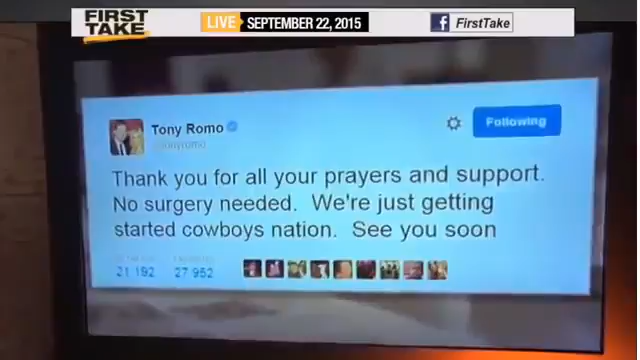 FIRST TAKE
LIVE SEPTEMBER 22, 2015
f FirstTake
Tony Romo
@tonyromo
Following
Thank you for all your prayers and support.
No surgery needed. We're just getting
started cowboys nation. See you soon
21 192 27 952